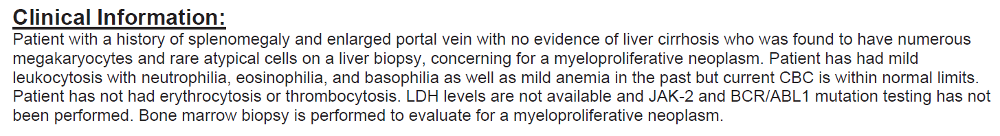 Clinical Information:
Patient with a history of splenomegaly and enlarged portal vein with no evidence of liver cirrhosis who was found to have numerous
megakaryocytes and rare atypical cells on a liver biopsy, concerning for a myeloproliferative neoplasm. Patient has had mild
leukocytosis with neutrophilia, eosinophilia, and basophilia as well as mild anemia in the past but current CBC is within normal limits.
Patient has not had erythrocytosis or thrombocytosis. LDH levels are not available and JAK-2 and BCR/ABL1 mutation testing has not
been performed. Bone marrow biopsy is performed to evaluate for a myeloproliferative neoplasm.